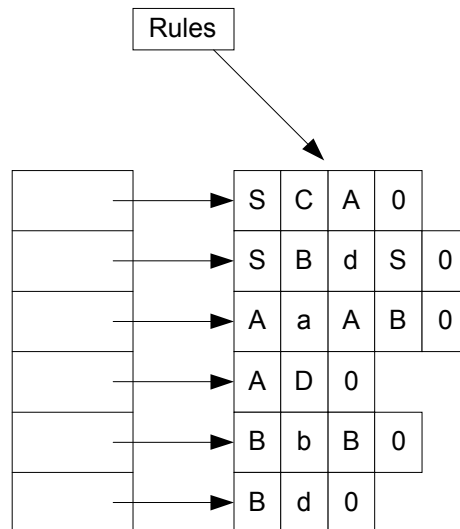 Rules
S C A 0
S B d S 0
A a A B 0
A D 0
B b B 0
B d 0